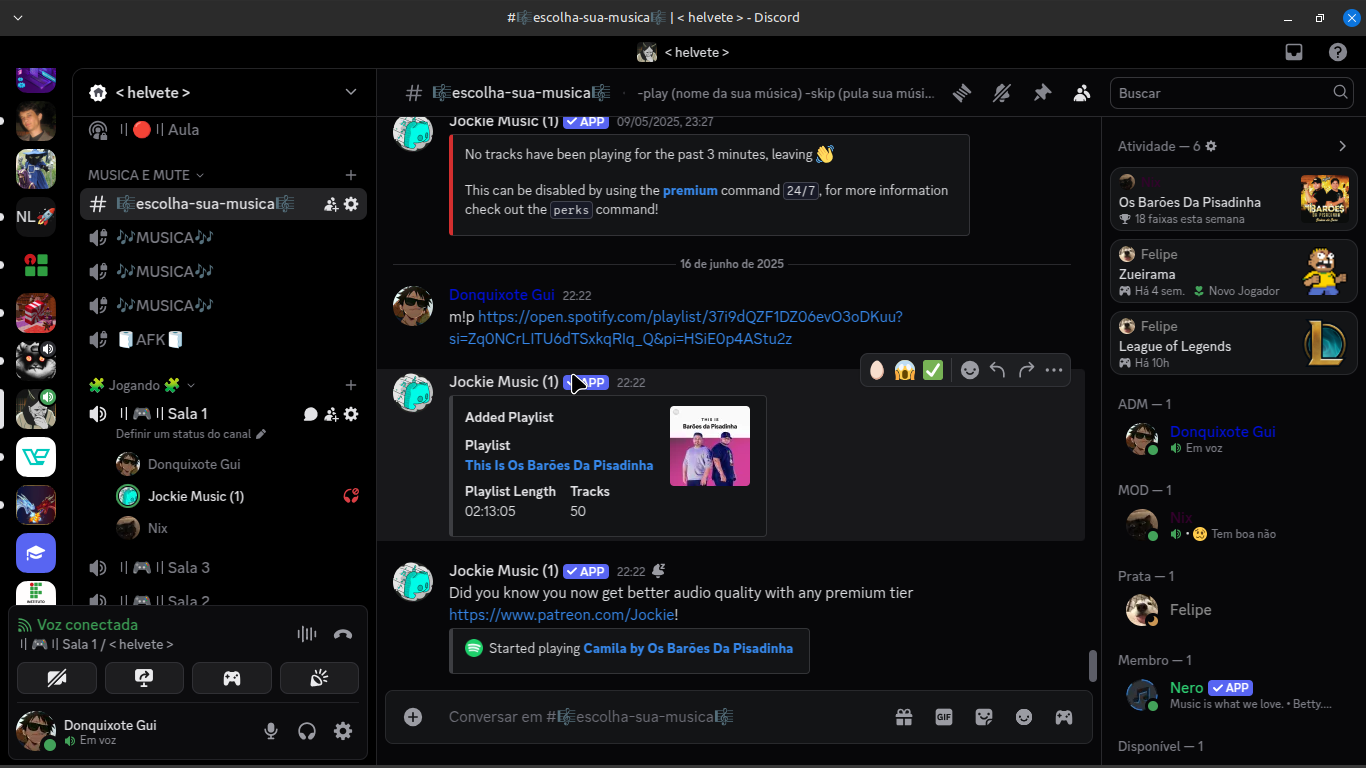 #🎼escolha-sua-musica🎼 | < helvete > - Discord
< helvete >
< helvete >
〢🔴〢Aula
MUSICA E MUTE
🎼escolha-sua-musica🎼
🎶MUSICA🎶
🎶MUSICA🎶
🎶MUSICA🎶
🧻AFK🧻
🧩 Jogando 🧩
〢🎮〢Sala 1
Definir um status do canal
Donquixote Gui
Jockie Music (1)
Nix
〢🎮〢Sala 3
〢🎮〢Sala 2
Voz conectada
〢🎮〢Sala 1 / < helvete >
Donquixote Gui
Em voz
NL🚀
🎼escolha-sua-musica🎼
-play (nome da sua música) -skip (pula sua músi...
Jockie Music (1) APP 09/05/2025, 23:27
No tracks have been playing for the past 3 minutes, leaving 👋
This can be disabled by using the premium command 24/7, for more information
check out the perks command!
16 de junho de 2025
Donquixote Gui 22:22
m!p https://open.spotify.com/playlist/37i9dQZF1DZ06evO3oDKuu?
si=Zq0NCrLITU6dTSxkqRIq_Q&pi=HSiE0p4AStu2z
Jockie Music (1) APP 22:22
Added Playlist
Playlist
This Is Os Barões Da Pisadinha
Playlist Length Tracks
02:13:05 50
THIS IS
Barões da Pisadinha
Jockie Music (1) APP 22:22
Did you know you now get better audio quality with any premium tier
https://www.patreon.com/Jockie!
Started playing Camila by Os Barões Da Pisadinha
Conversar em #🎼escolha-sua-musica🎼
GIF
Buscar
Atividade — 6
Nix
Os Barões Da Pisadinha
18 faixas esta semana
Felipe
Zueirama
Há 4 sem. Novo Jogador
Felipe
League of Legends
Há 10h
ADM — 1
Donquixote Gui
Em voz
MOD — 1
Nix
• 🤨 Tem boa não
Prata — 1
Felipe
Membro — 1
Nero APP
Music is what we love. • Betty....
Disponível — 1